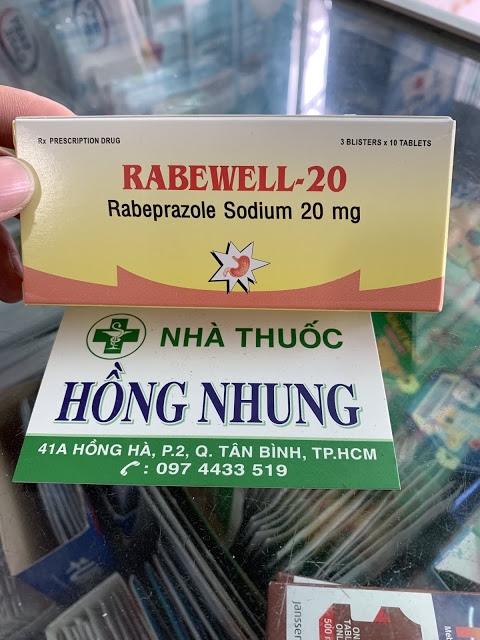 Rx PRESCRIPTION DRUG
3 BLISTERS x 10 TABLETS
RABEWELL-20
Rabeprazole Sodium 20 mg
NHÀ THUỐC
HỒNG NHUNG
41A HỒNG HÀ, P.2, Q. TÂN BÌNH, TP.HCM
: 097 4433 519
janssen